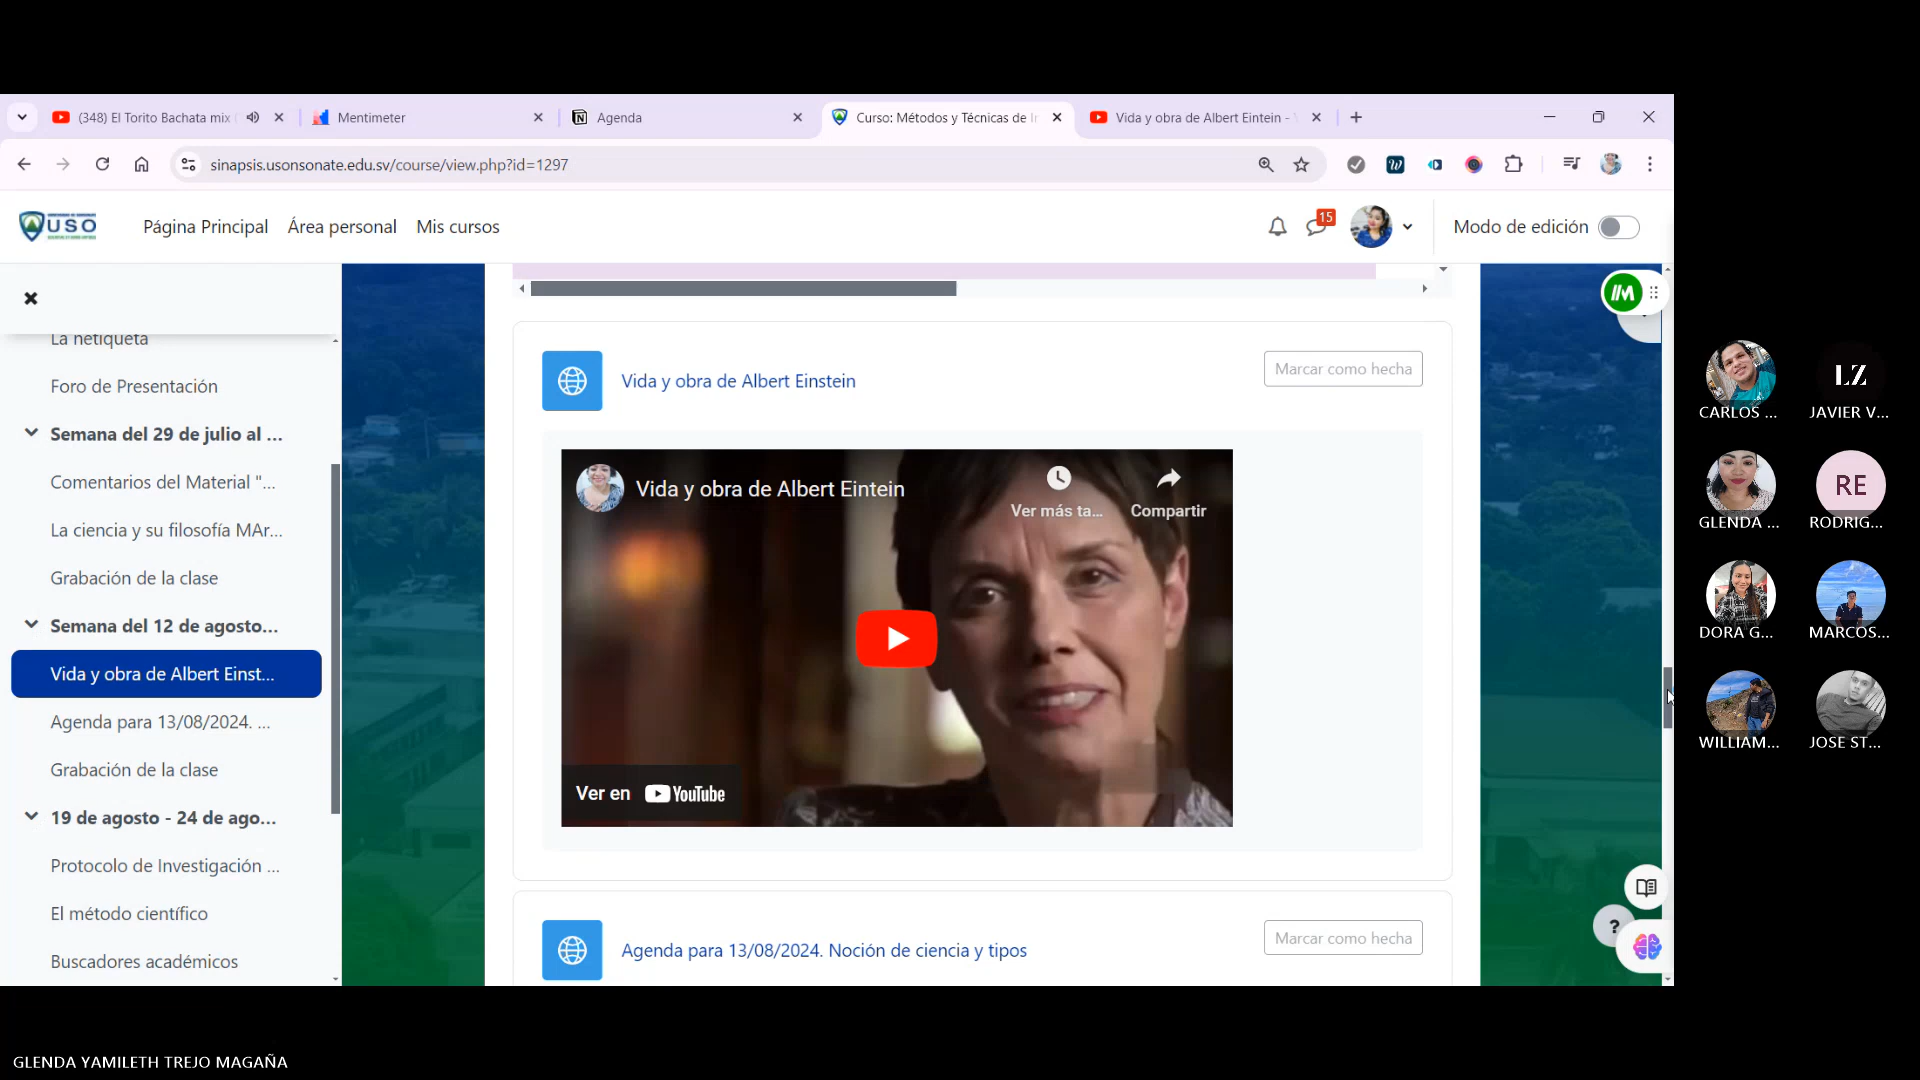 (348) El Torito Bachata mix (
Mentimeter
Agenda
Curso: Métodos y Técnicas de I
Vida y obra de Albert Eintein -
sinapsis.usonsonate.edu.sv/course/view.php?id=1297
USO
Página Principal
Área personal
Mis cursos
15
Modo de edición
La netiqueta
Foro de Presentación
Semana del 29 de julio al ...
Comentarios del Material "...
La ciencia y su filosofía MAr...
Grabación de la clase
Semana del 12 de agosto...
Vida y obra de Albert Einst...
Agenda para 13/08/2024. ...
Grabación de la clase
19 de agosto - 24 de ago...
Protocolo de Investigación ...
El método científico
Buscadores académicos
Vida y obra de Albert Einstein
Marcar como hecha
Vida y obra de Albert Eintein
Ver más ta...
Compartir
Ver en YouTube
Agenda para 13/08/2024. Noción de ciencia y tipos
Marcar como hecha
?
CARLOS ...
LZ
JAVIER V...
GLENDA ...
RE
RODRIG...
DORA G...
MARCOS...
WILLIAM...
JOSE ST...
GLENDA YAMILETH TREJO MAGAÑA